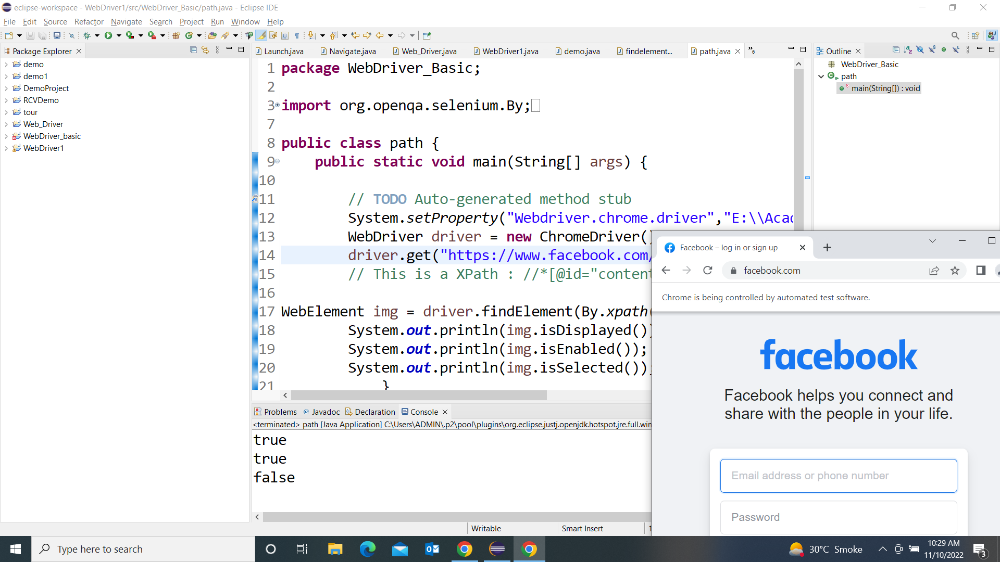 eclipse-workspace - WebDriver1/src/WebDriver_Basic/path.java - Eclipse IDE
File Edit Source Refactor Navigate Search Project Run Window Help
Package Explorer
demo
demo1
DemoProject
RCVDemo
tour
Web_Driver
WebDriver_basic
WebDriver1
Launch.java Navigate.java Web_Driver.java WebDriver1.java demo.java findelement... path.java »6
1 package WebDriver_Basic;
2
3 import org.openqa.selenium.By;
7
8 public class path {
9 public static void main(String[] args) {
10
11 // TODO Auto-generated method stub
12 System.setProperty("Webdriver.chrome.driver","E:\\Acad
13 WebDriver driver = new ChromeDriver()
14 driver.get("https://www.facebook.com/
15 // This is a XPath : //*[@id="content
16
17 WebElement img = driver.findElement(By.xpath(
18 System.out.println(img.isDisplayed())
19 System.out.println(img.isEnabled());
20 System.out.println(img.isSelected());
21 }
Outline
WebDriver_Basic
path
main(String[]) : void
Problems Javadoc Declaration Console
<terminated> path [Java Application] C:\Users\ADMIN\.p2\pool\plugins\org.eclipse.justj.openjdk.hotspot.jre.full.win
true
true
false
Writable Smart Insert 1
Facebook – log in or sign up
facebook.com
Chrome is being controlled by automated test software.
facebook
Facebook helps you connect and
share with the people in your life.
Email address or phone number
Password
Type here to search
30°C Smoke
10:29 AM
11/10/2022
3